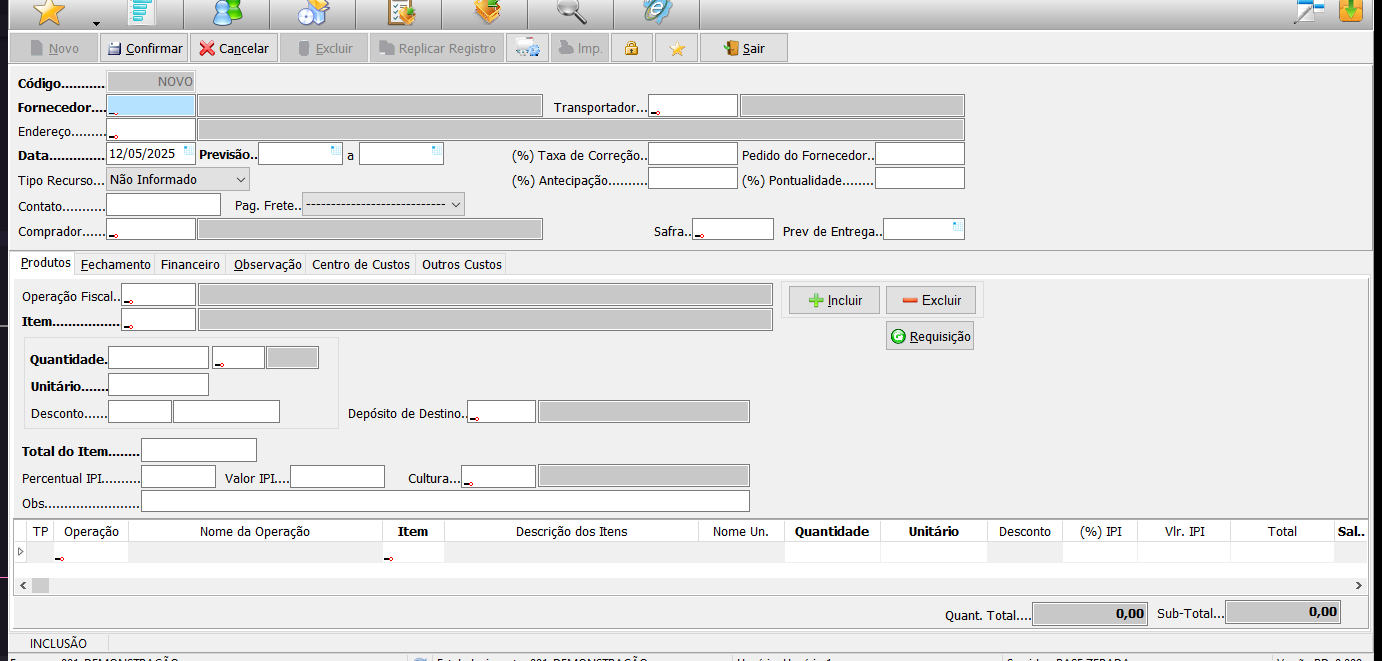 Novo Confirmar Cancelar Excluir Replicar Registro Imp. Sair
Código........... NOVO
Fornecedor.... Transportador...
Endereço.........
Data.............. 12/05/2025 Previsão.. a (%) Taxa de Correção.. Pedido do Fornecedor..
Tipo Recurso... Não Informado (%) Antecipação.......... (%) Pontualidade........
Contato........... Pag. Frete.. ----------------------------
Comprador...... Safra.. Prev de Entrega..
Produtos Fechamento Financeiro Observação Centro de Custos Outros Custos
Operação Fiscal.. Incluir Excluir
Item.................
Requisição
Quantidade.
Unitário.......
Desconto...... Depósito de Destino..
Total do Item........
Percentual IPI.......... Valor IPI.... Cultura...
Obs........................
TP Operação Nome da Operação Item Descrição dos Itens Nome Un. Quantidade Unitário Desconto (%) IPI Vlr. IPI Total Sal..
Quant. Total.... 0,00 Sub-Total... 0,00
INCLUSÃO